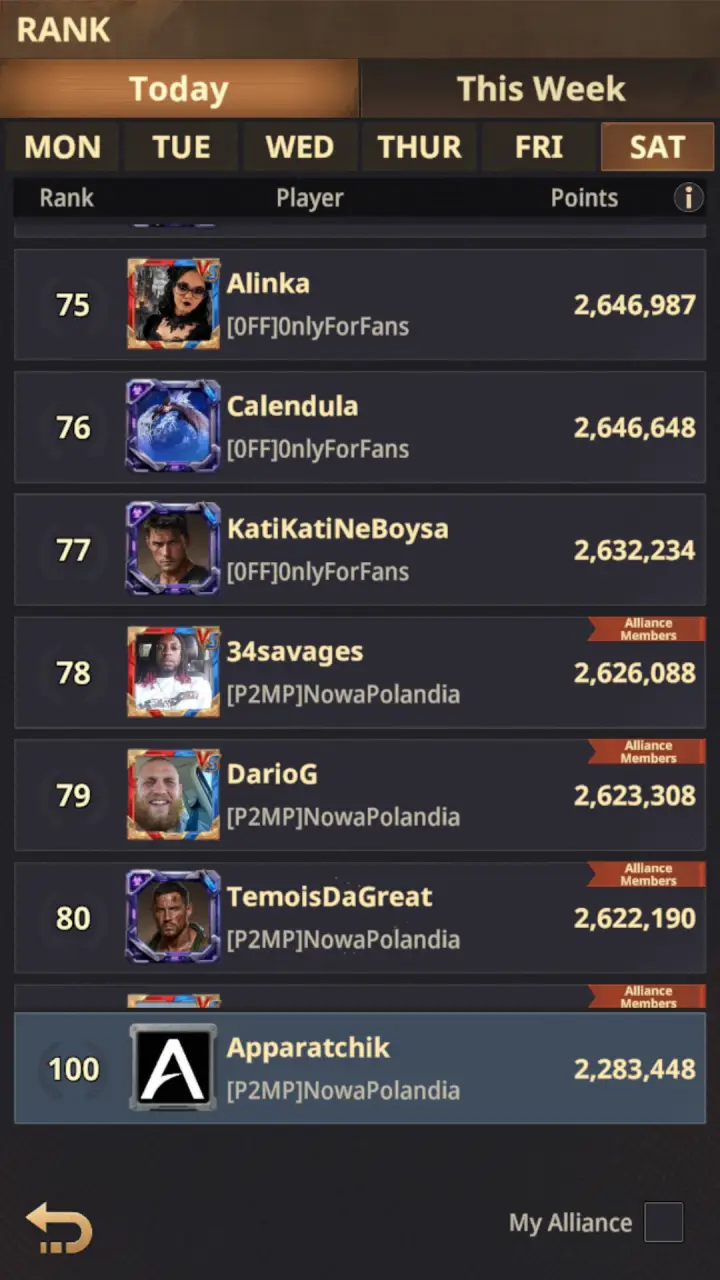 RANK
Today
This Week
MON
TUE
WED
THUR
FRI
SAT
Rank
Player
Points
75
Alinka
[0FF]0nlyForFans
2,646,987
76
Calendula
[0FF]0nlyForFans
2,646,648
77
KatiKatiNeBoysa
[0FF]0nlyForFans
2,632,234
Alliance
Members
78
34savages
[P2MP]NowaPolandia
2,626,088
Alliance
Members
79
DarioG
[P2MP]NowaPolandia
2,623,308
Alliance
Members
80
TemoisDaGreat
[P2MP]NowaPolandia
2,622,190
Alliance
Members
100
Apparatchik
[P2MP]NowaPolandia
2,283,448
My Alliance